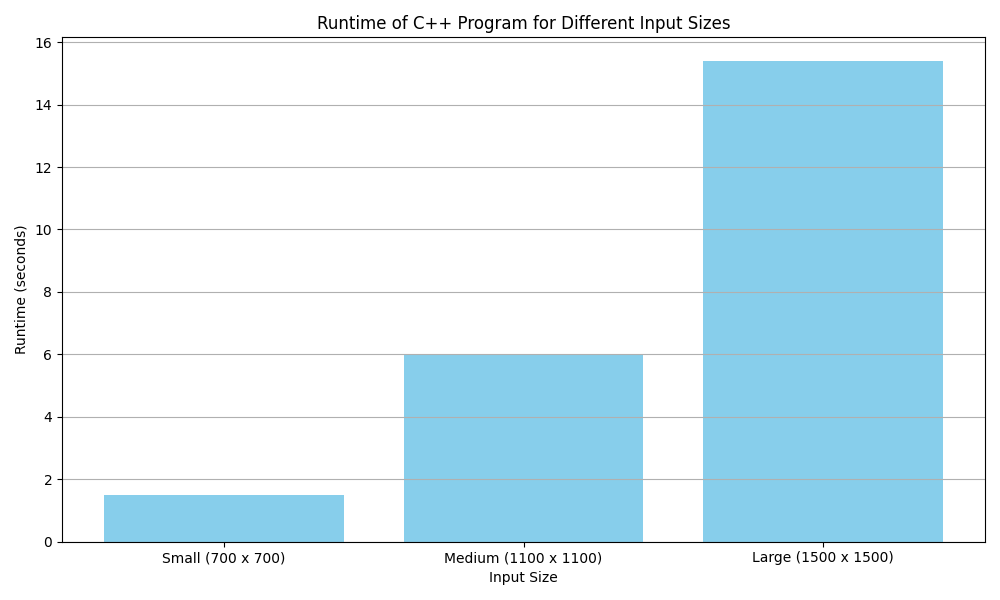 Runtime of C++ Program for Different Input Sizes
16
14
12
10
8
6
4
2
0
Runtime (seconds)
Small (700 x 700)
Medium (1100 x 1100)
Large (1500 x 1500)
Input Size